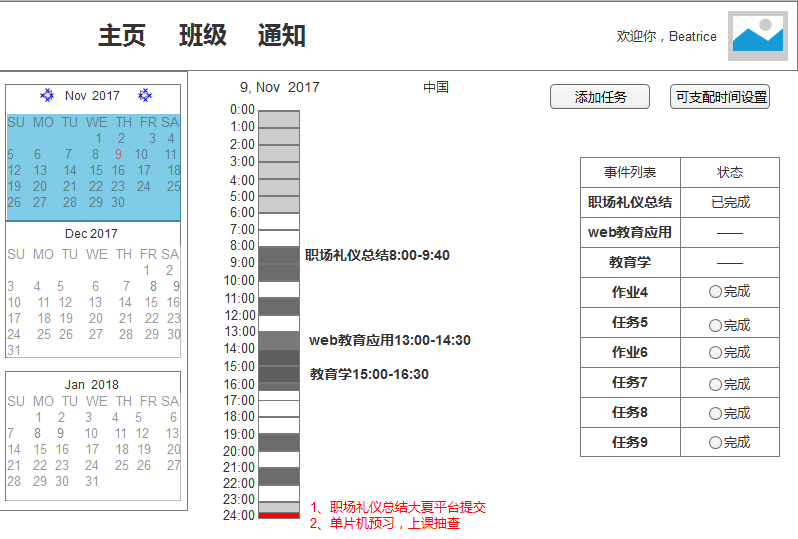 主页 班级 通知 欢迎你，Beatrice
Nov 2017
SU MO TU WE TH FR SA
1 2 3 4
5 6 7 8 9 10 11
12 13 14 15 16 17 18
19 20 21 22 23 24 25
26 27 28 29 30
Dec 2017
SU MO TU WE TH FR SA
1 2
3 4 5 6 7 8 9
10 11 12 13 14 15 16
17 18 19 20 21 22 23
24 25 26 27 28 29 30
31
Jan 2018
SU MO TU WE TH FR SA
1 2 3 4 5 6
7 8 9 10 11 12 13
14 15 16 17 18 19 20
21 22 23 24 25 26 27
28 29 30 31
9, Nov 2017 中国
0:00
1:00
2:00
3:00
4:00
5:00
6:00
7:00
8:00
职场礼仪总结8:00-9:40
9:00
10:00
11:00
12:00
13:00
web教育应用13:00-14:30
14:00
15:00
教育学15:00-16:30
16:00
17:00
18:00
19:00
20:00
21:00
22:00
23:00
24:00
1、职场礼仪总结大夏平台提交
2、单片机预习，上课抽查
添加任务 可支配时间设置
事件列表 状态
职场礼仪总结 已完成
web教育应用 ——
教育学 ——
作业4 完成
任务5 完成
作业6 完成
任务7 完成
任务8 完成
任务9 完成